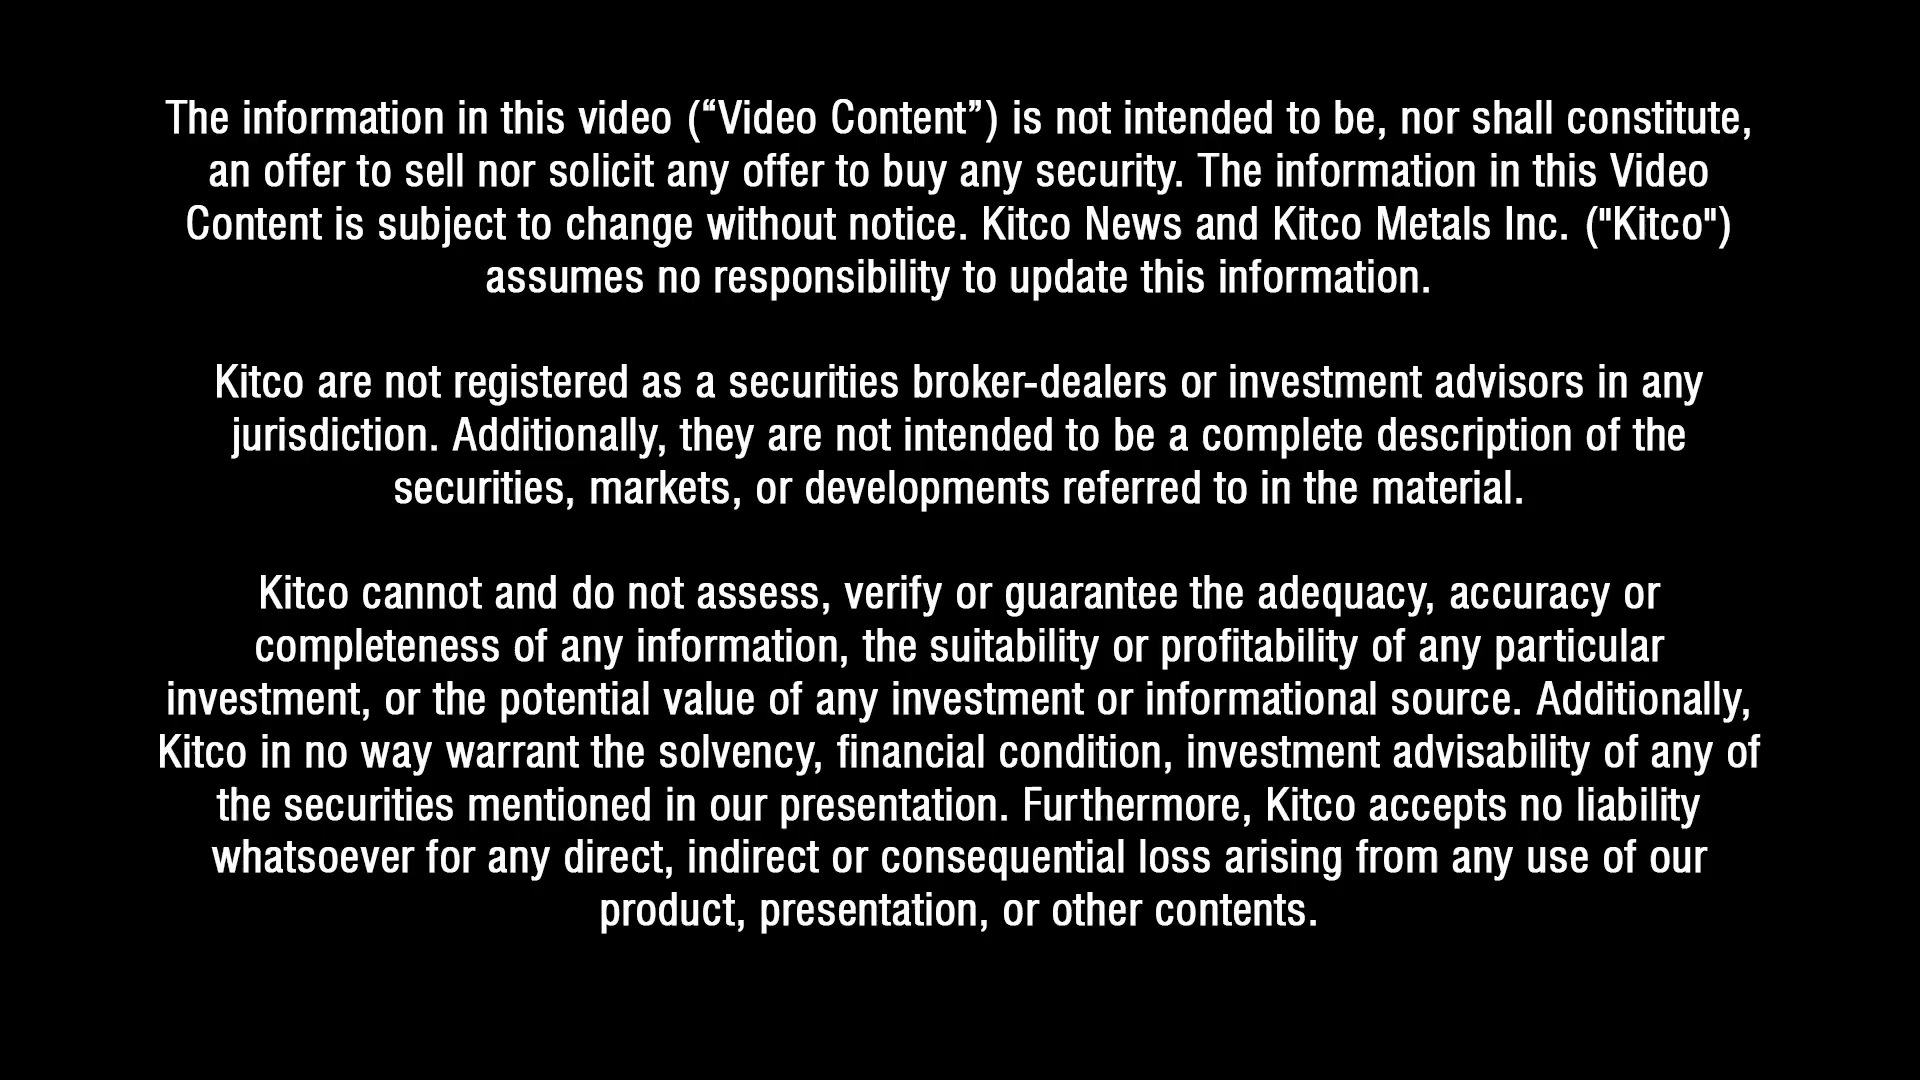 The information in this video (“Video Content”) is not intended to be, nor shall constitute,
an offer to sell nor solicit any offer to buy any security. The information in this Video
Content is subject to change without notice. Kitco News and Kitco Metals Inc. ("Kitco")
assumes no responsibility to update this information.
Kitco are not registered as a securities broker-dealers or investment advisors in any
jurisdiction. Additionally, they are not intended to be a complete description of the
securities, markets, or developments referred to in the material.
Kitco cannot and do not assess, verify or guarantee the adequacy, accuracy or
completeness of any information, the suitability or profitability of any particular
investment, or the potential value of any investment or informational source. Additionally,
Kitco in no way warrant the solvency, financial condition, investment advisability of any of
the securities mentioned in our presentation. Furthermore, Kitco accepts no liability
whatsoever for any direct, indirect or consequential loss arising from any use of our
product, presentation, or other contents.